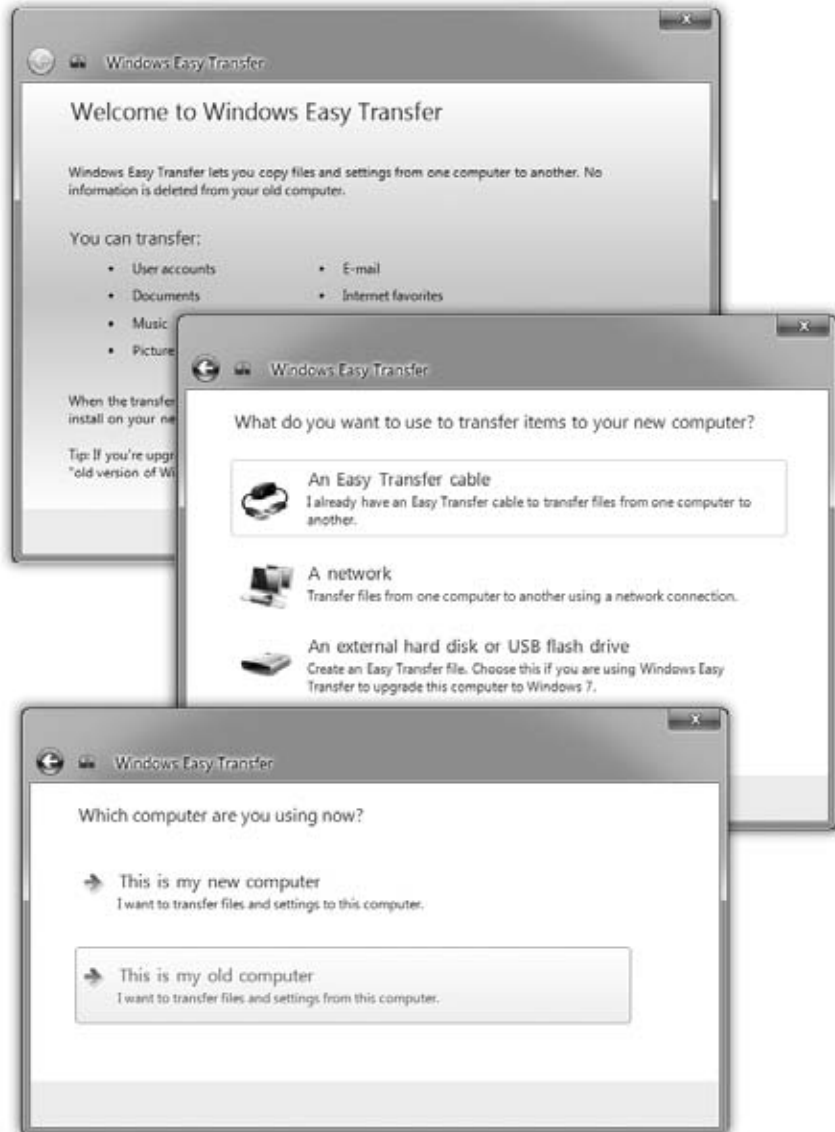 Windows Easy Transfer
Welcome to Windows Easy Transfer
Windows Easy Transfer lets you copy files and settings from one computer to another. No
information is deleted from your old computer.
You can transfer:
• User accounts
• E-mail
• Documents
• Internet favorites
• Music
• Picture
When the transfer
install on your ne
Tip: If you're upgr
"old version of Wi
Windows Easy Transfer
What do you want to use to transfer items to your new computer?
An Easy Transfer cable
I already have an Easy Transfer cable to transfer files from one computer to
another.
A network
Transfer files from one computer to another using a network connection.
An external hard disk or USB flash drive
Create an Easy Transfer file. Choose this if you are using Windows Easy
Transfer to upgrade this computer to Windows 7.
Windows Easy Transfer
Which computer are you using now?
This is my new computer
I want to transfer files and settings to this computer.
This is my old computer
I want to transfer files and settings from this computer.